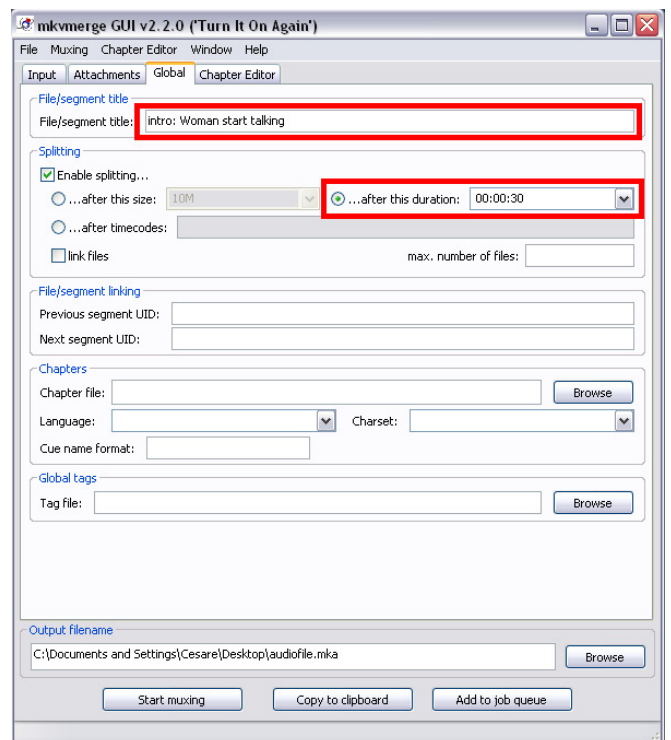 mkvmerge GUI v2.2.0 ('Turn It On Again')
File Muxing Chapter Editor Window Help
Input Attachments Global Chapter Editor
File/segment title
File/segment title: intro: Woman start talking
Splitting
Enable splitting...
...after this size: 10M ...after this duration: 00:00:30
...after timecodes:
link files max. number of files:
File/segment linking
Previous segment UID:
Next segment UID:
Chapters
Chapter file: Browse
Language: Charset:
Cue name format:
Global tags
Tag file: Browse
Output filename
C:\Documents and Settings\Cesare\Desktop\audiofile.mka Browse
Start muxing Copy to clipboard Add to job queue